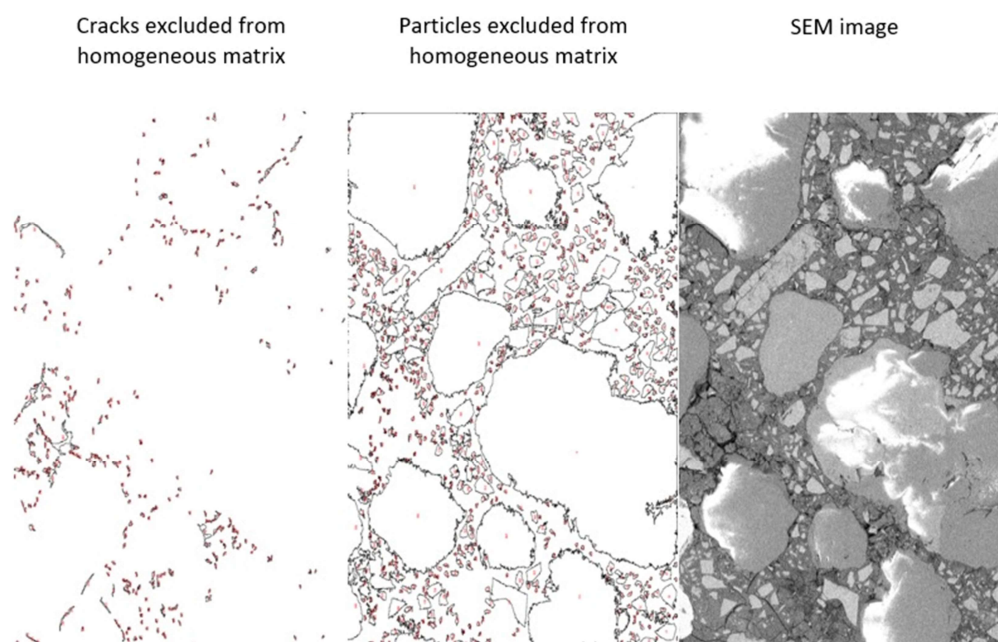 Cracks excluded from
homogeneous matrix
Particles excluded from
homogeneous matrix
SEM image